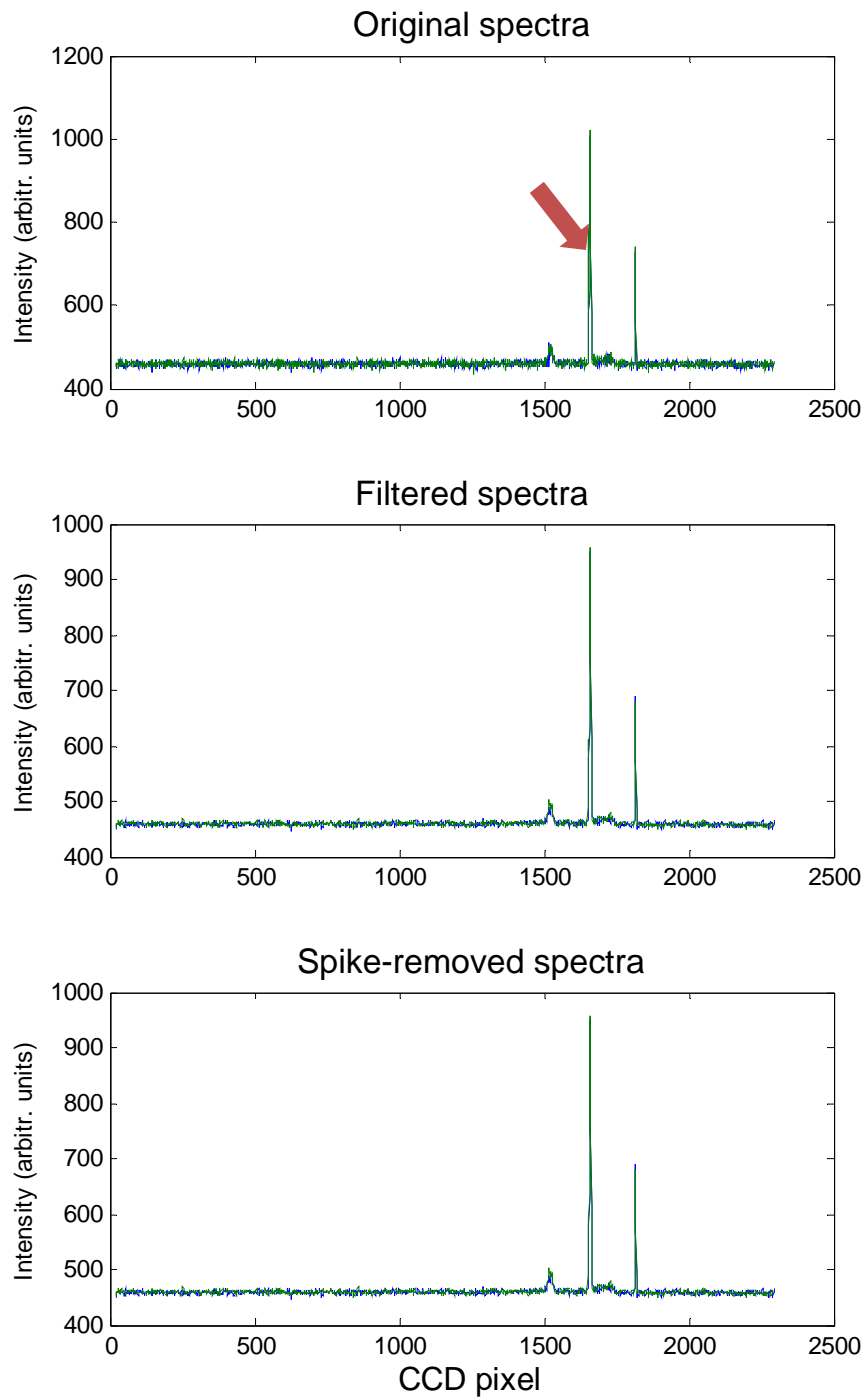 Original spectra
Intensity (arbitr. units)
1200
1000
800
600
400
0 500 1000 1500 2000 2500
Filtered spectra
Intensity (arbitr. units)
1000
900
800
700
600
500
400
0 500 1000 1500 2000 2500
Spike-removed spectra
Intensity (arbitr. units)
1000
900
800
700
600
500
400
0 500 1000 1500 2000 2500
CCD pixel